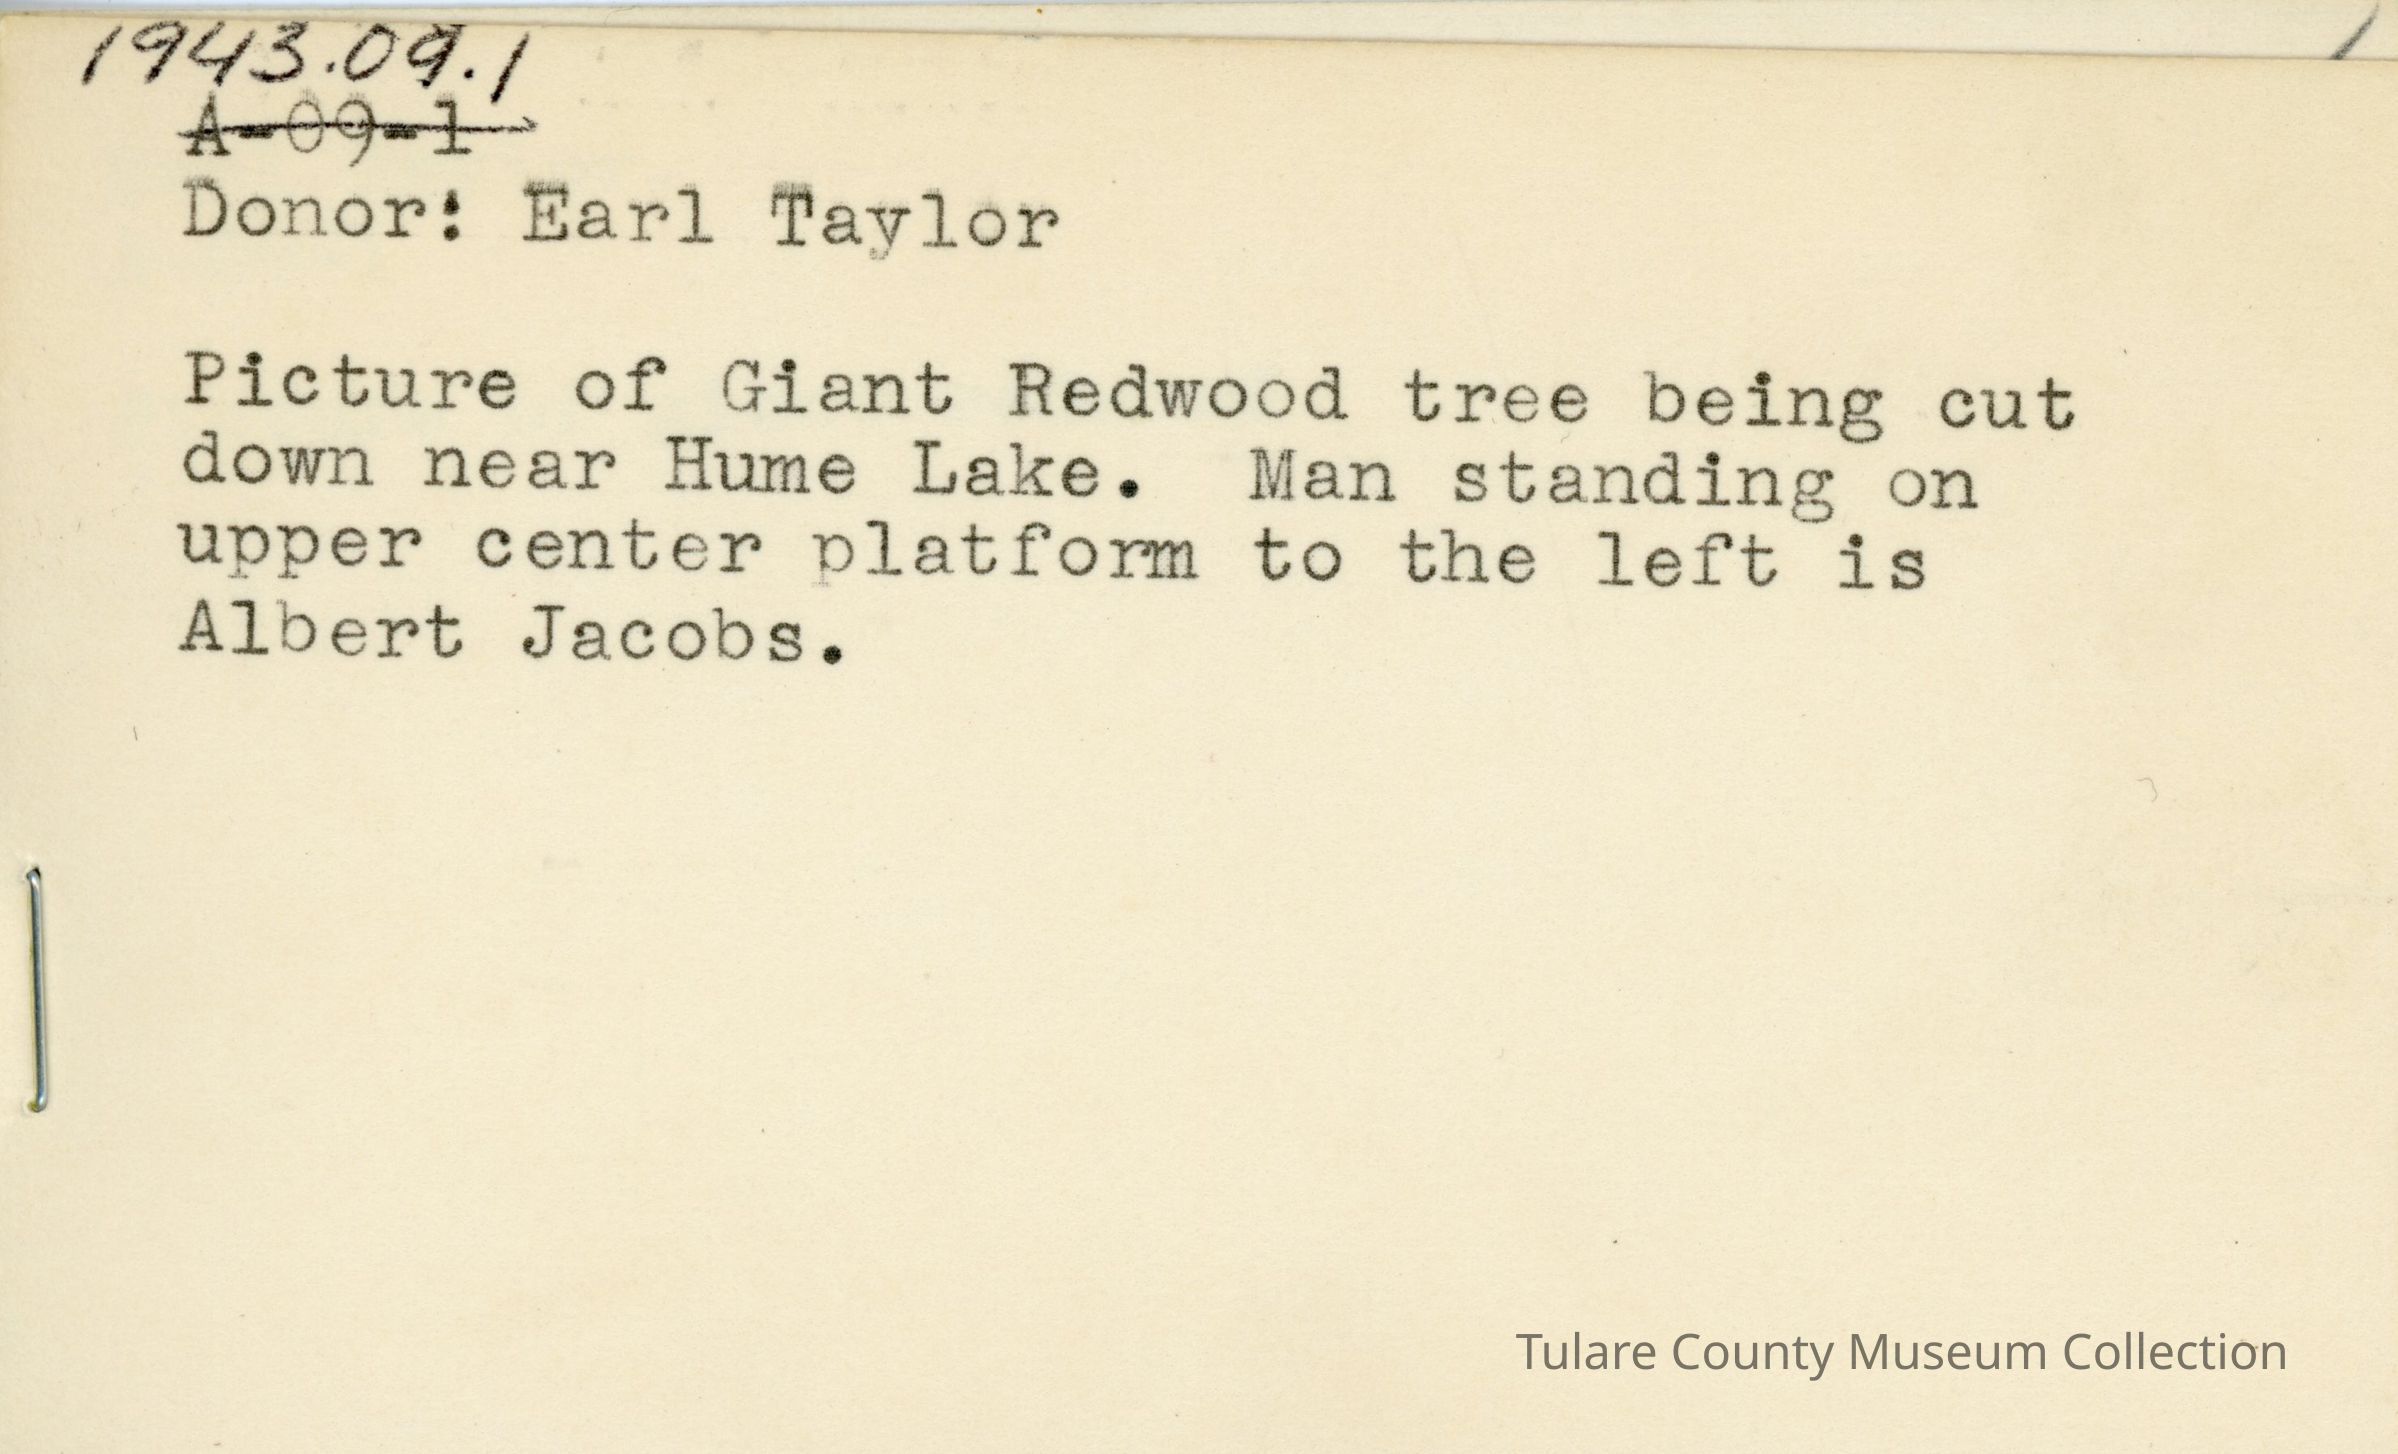 1943.09.1
A-09-1
Donor: Earl Taylor
Picture of Giant Redwood tree being cut
down near Hume Lake.  Man standing on
upper center platform to the left is
Albert Jacobs.
Tulare County Museum Collection